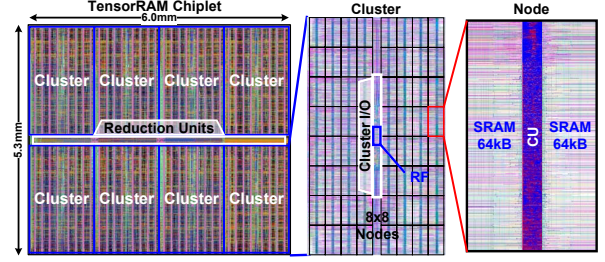 TensorRAM Chiplet
6.0mm
5.3mm
Cluster Cluster Cluster Cluster
Reduction Units
Cluster Cluster Cluster Cluster
Cluster
Cluster I/O
RF
8x8
Nodes
Node
SRAM
64kB
CU
SRAM
64kB